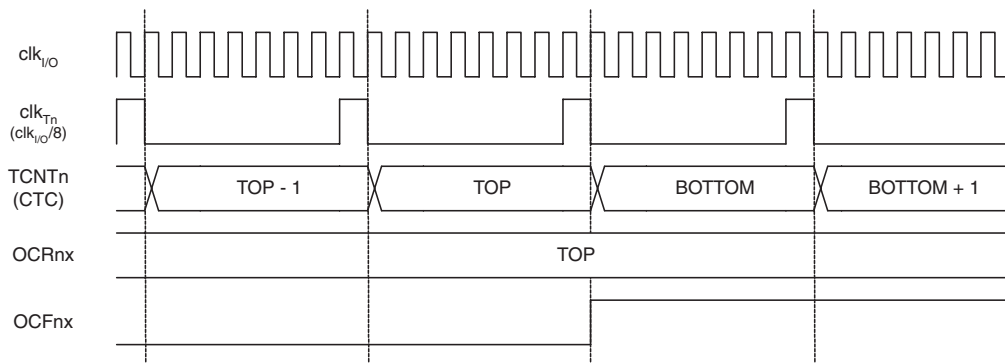 clkI/O
clkTn
(clkI/O/8)
TCNTn
(CTC)
TOP - 1
TOP
BOTTOM
BOTTOM + 1
OCRnx
TOP
OCFnx